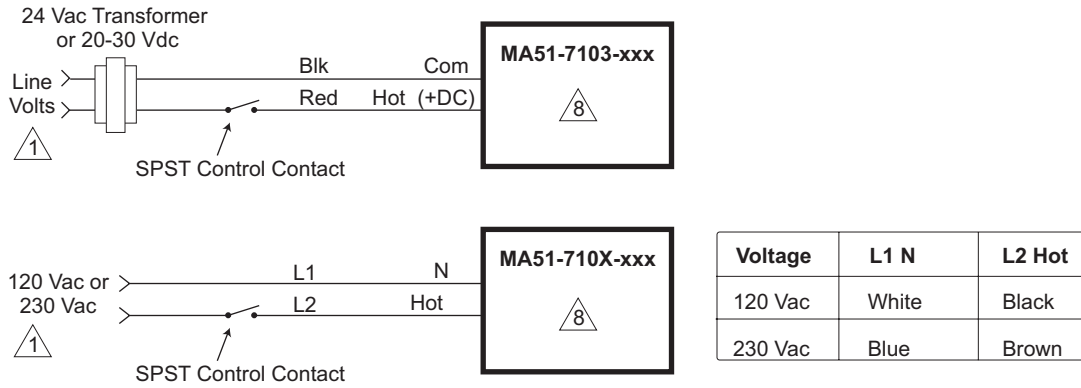 24 Vac Transformer
or 20-30 Vdc
Line
Volts
1
Blk
Com
Red
Hot (+DC)
SPST Control Contact
MA51-7103-xxx
8
120 Vac or
230 Vac
1
L1
N
L2
Hot
SPST Control Contact
MA51-710X-xxx
8
Voltage L1 N L2 Hot
120 Vac White Black
230 Vac Blue Brown